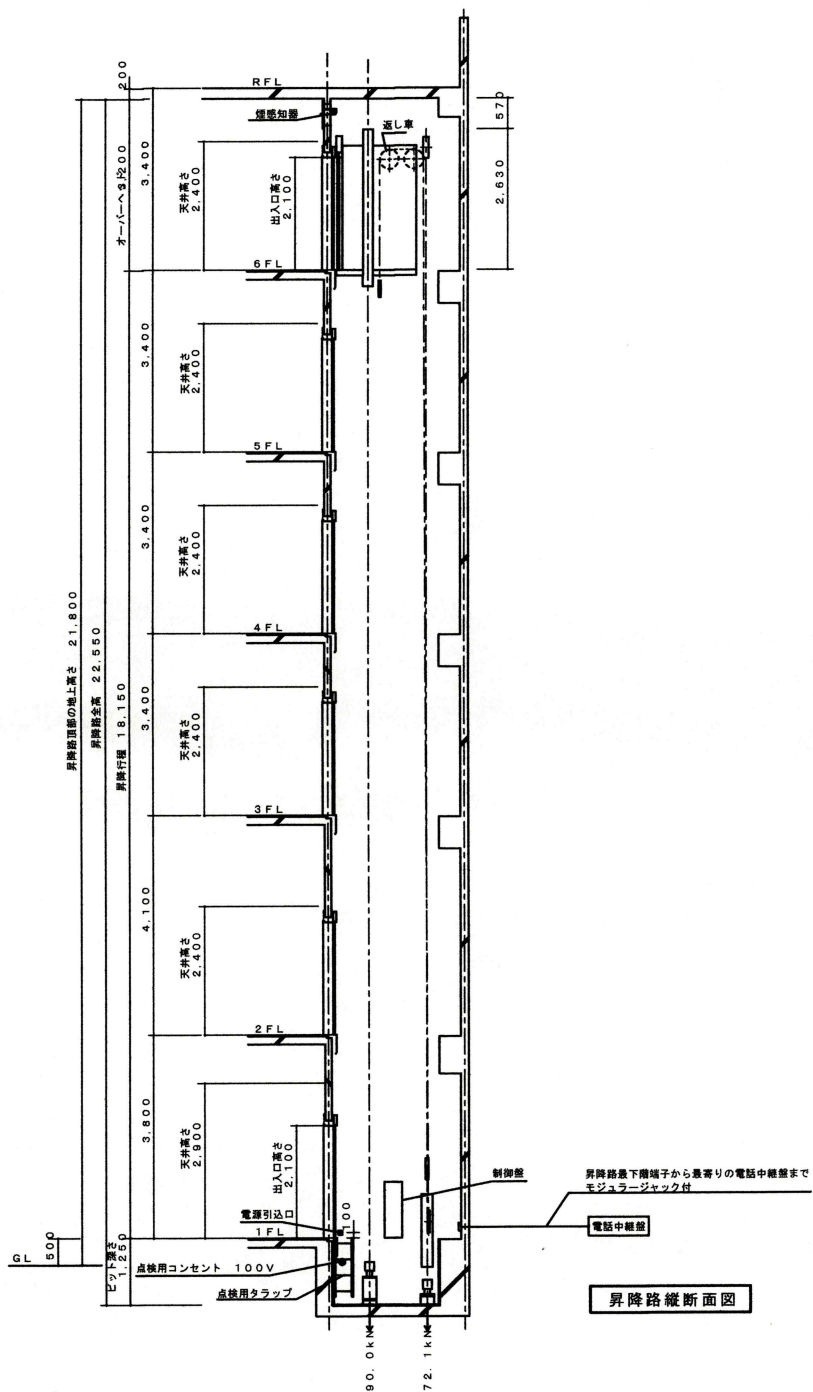 RFL
200
570
煙感知器
返し車
オーバーヘッド 3,200
3,400
天井高さ
2,400
出入口高さ
2,100
2,630
6FL
3,400
天井高さ
2,400
5FL
3,400
天井高さ
2,400
4FL
昇降路頂部の地上高さ 21,800
昇降路全高 22,550
昇降行程 18,150
3,400
天井高さ
2,400
3FL
4,100
天井高さ
2,400
2FL
3,800
天井高さ
2,900
出入口高さ
2,100
制御盤
昇降路最下階端子から最寄りの電話中継盤まで
モジュラージャック付
電話中継盤
電源引込口
100
1FL
GL
500
ピット深さ
1,250
点検用コンセント 100V
点検用タラップ
90.0kN
72.1kN
昇降路縦断面図